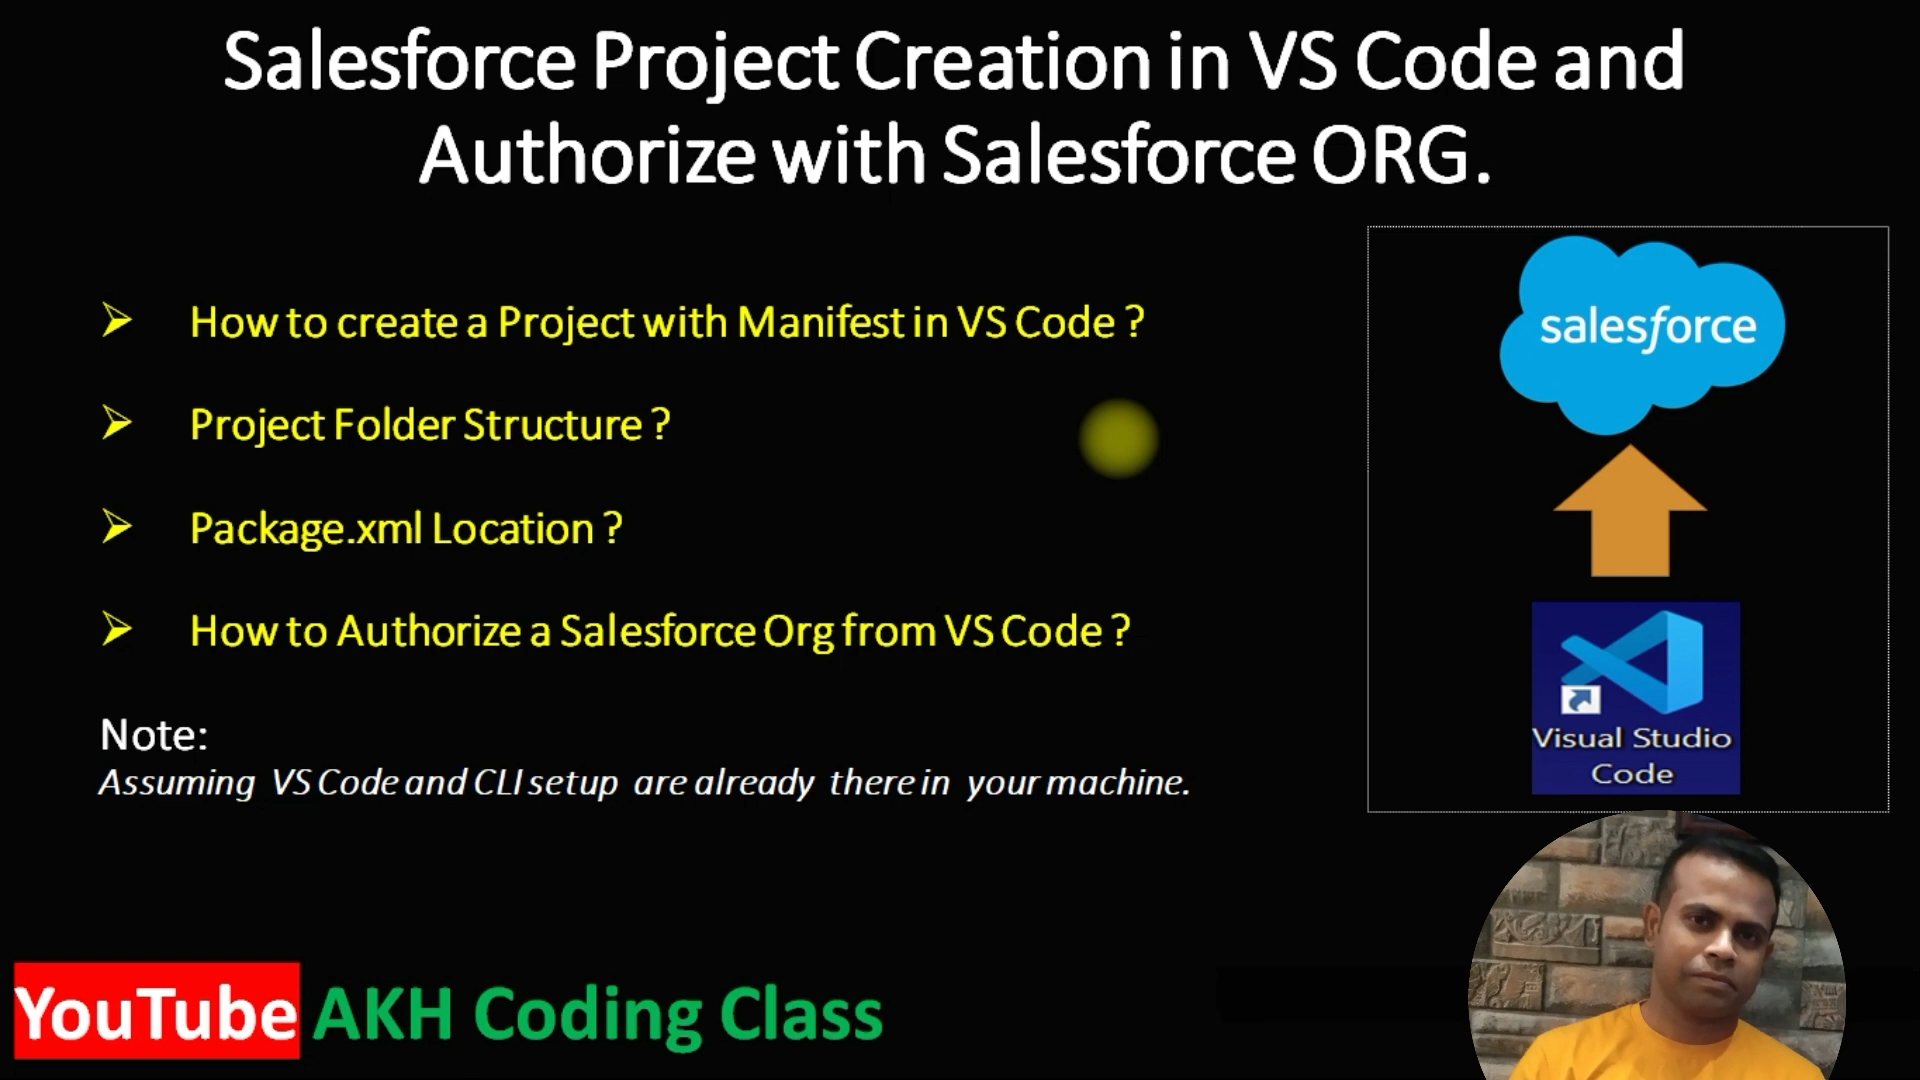 Salesforce Project Creation in VS Code and
Authorize with Salesforce ORG.
How to create a Project with Manifest in VS Code ?
Project Folder Structure ?
Package.xml Location ?
How to Authorize a Salesforce Org from VS Code ?
Note:
Assuming VS Code and CLI setup are already there in your machine.
salesforce
Visual Studio
Code
YouTube AKH Coding Class